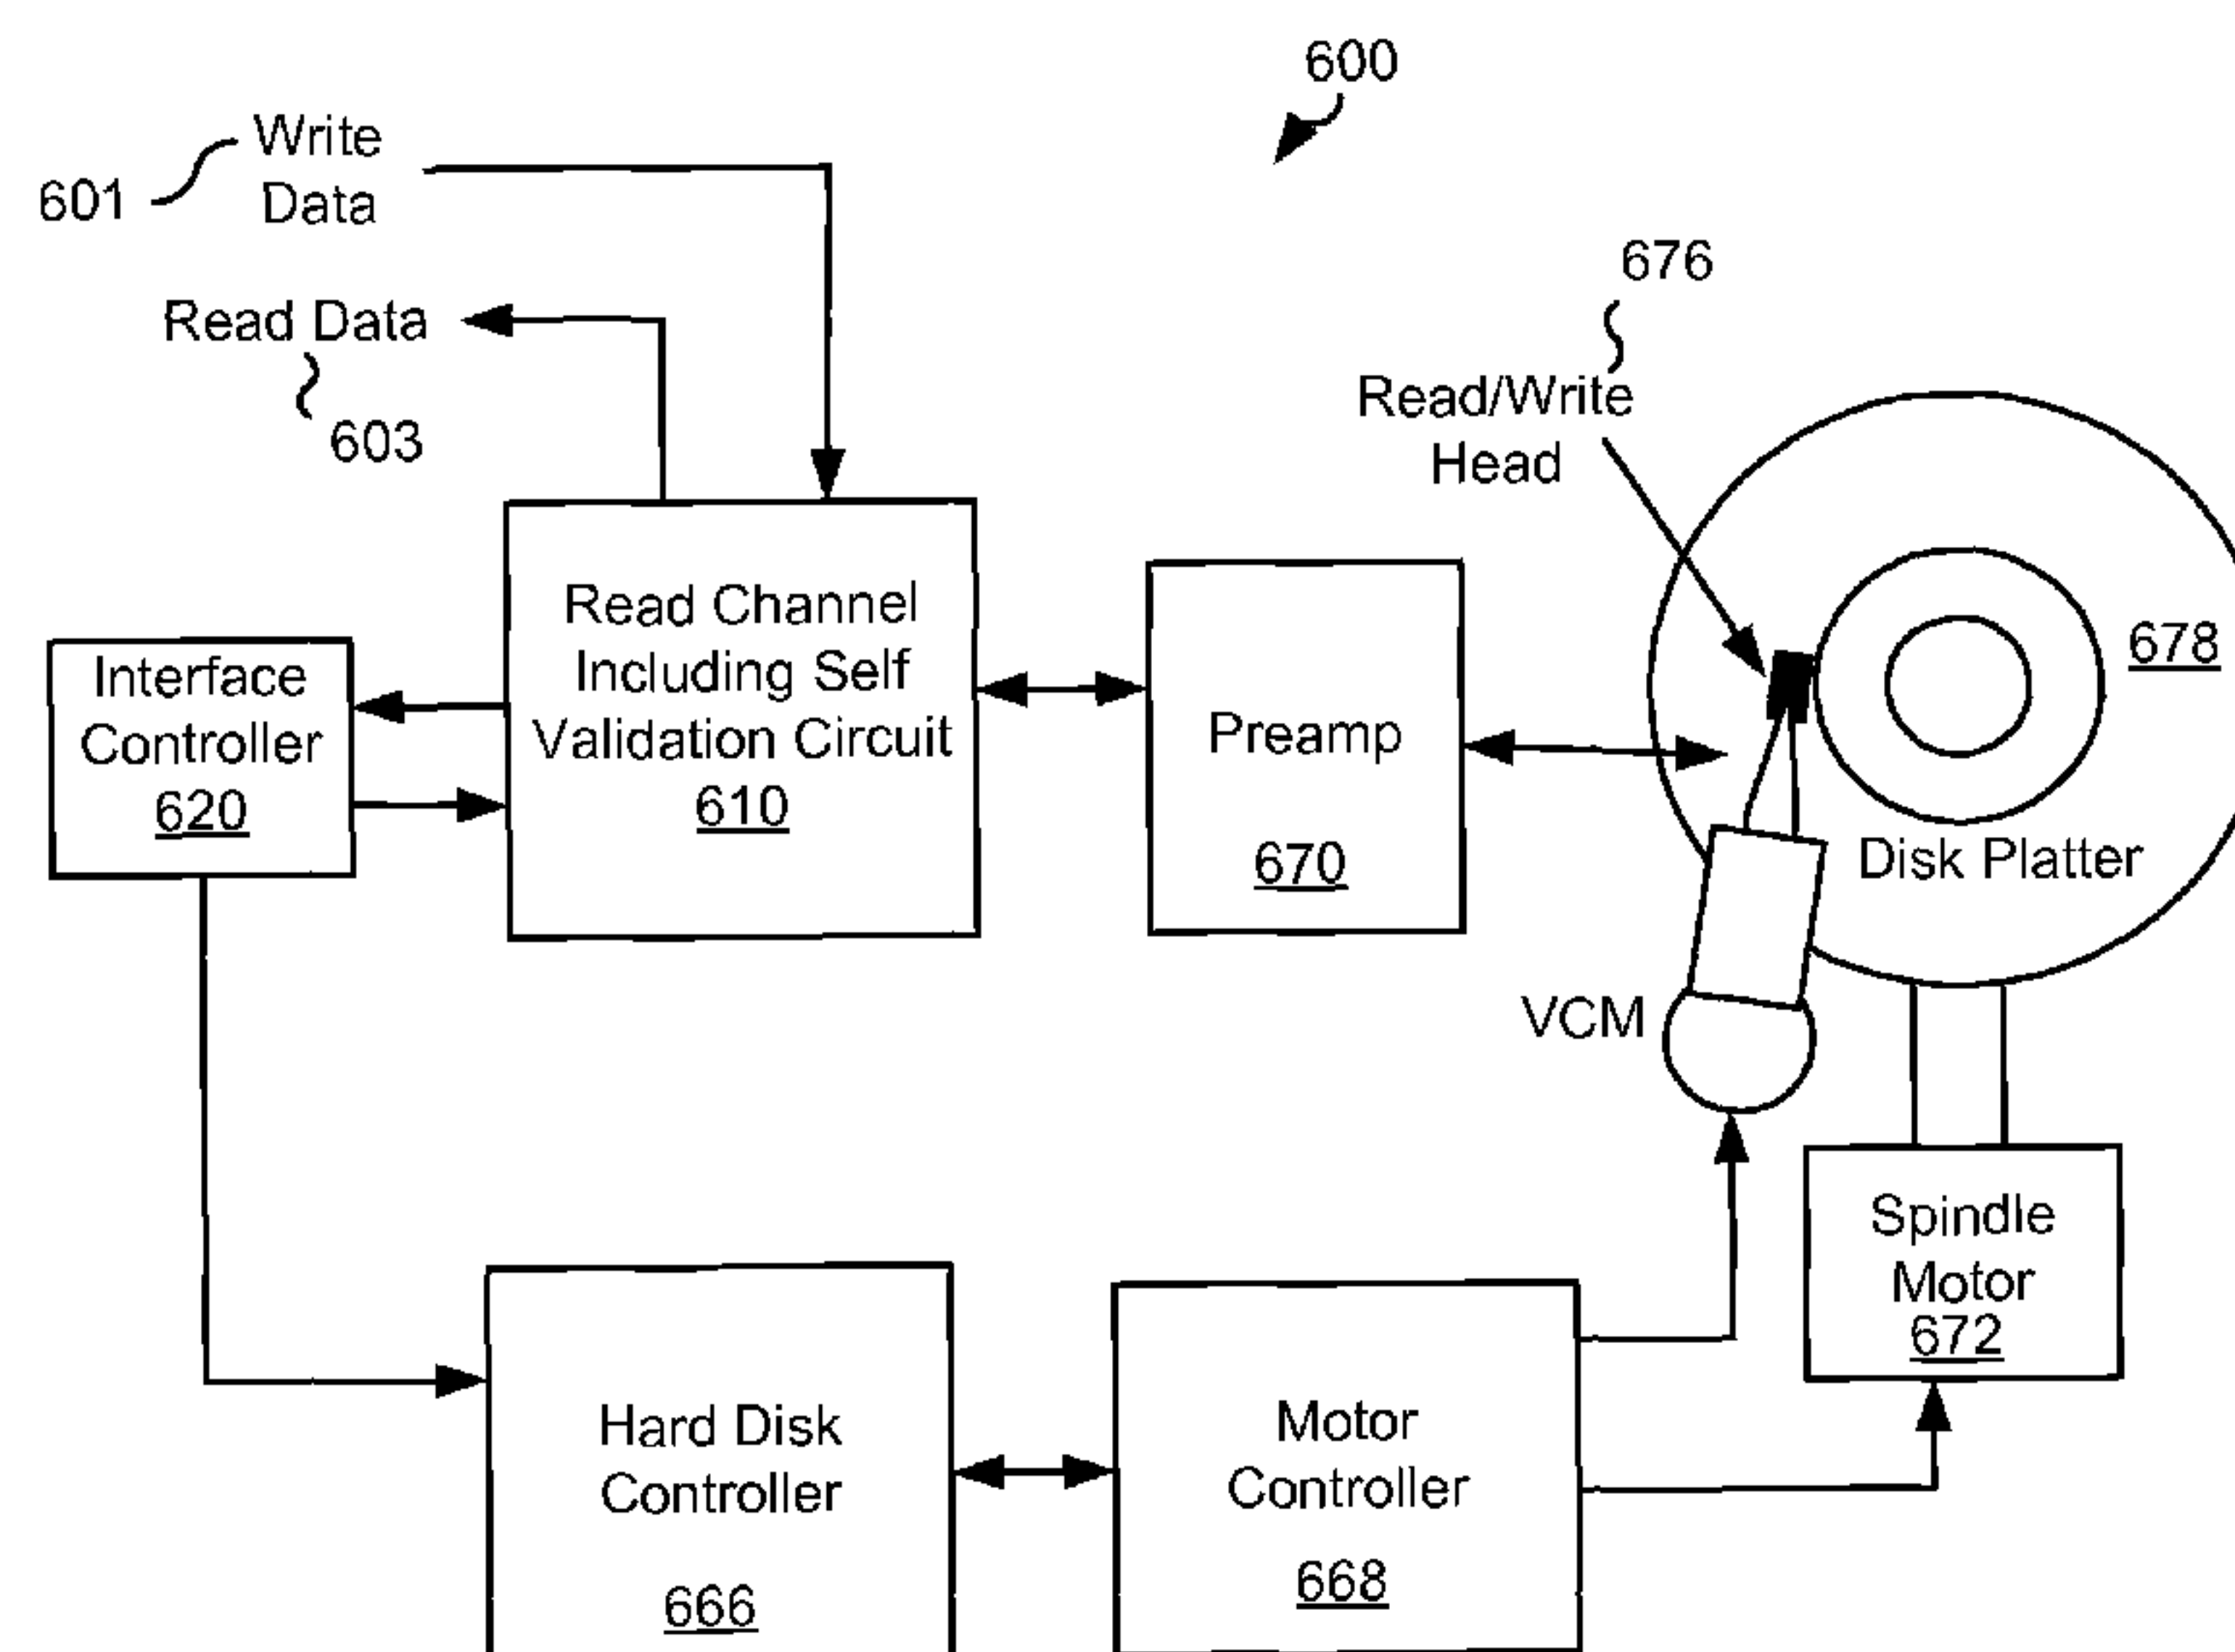 600
Write
Data
601
Read Data
603
676
Read/Write
Head
678
Read Channel
Including Self
Validation Circuit
610
Interface
Controller
620
Preamp
670
Disk Platter
VCM
Spindle
Motor
672
Hard Disk
Controller
666
Motor
Controller
668